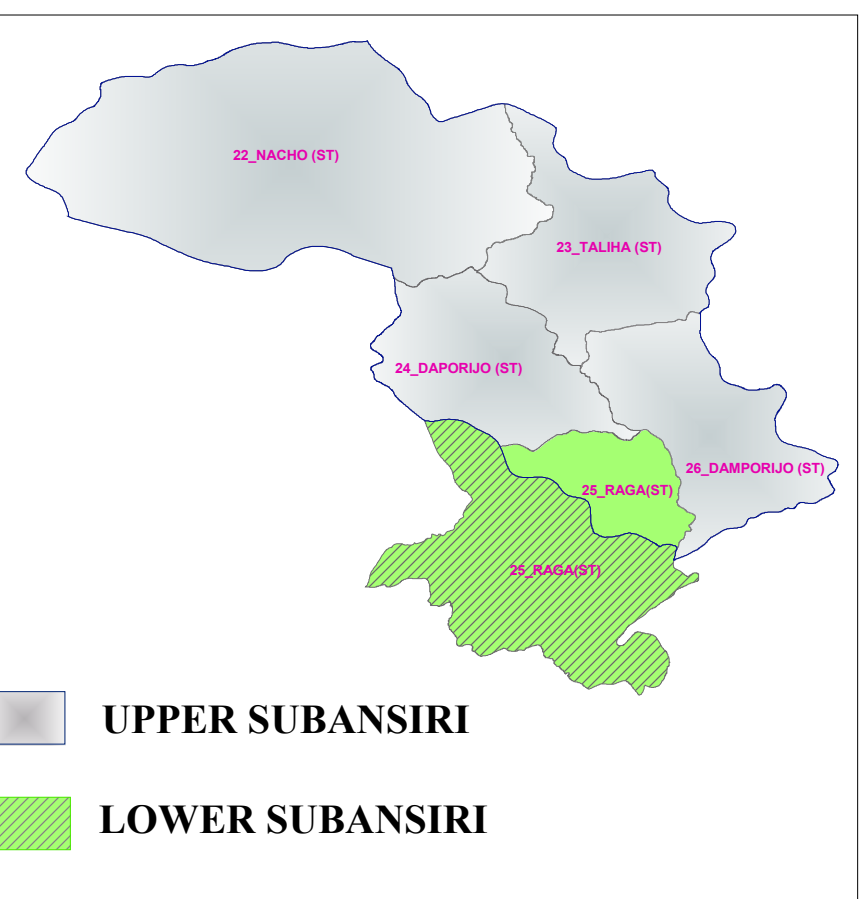 22_NACHO (ST)
23_TALIHA (ST)
24_DAPORIJO (ST)
26_DAMPORIJO (ST)
25_RAGA(ST)
25_RAGA(ST)
UPPER SUBANSIRI
LOWER SUBANSIRI